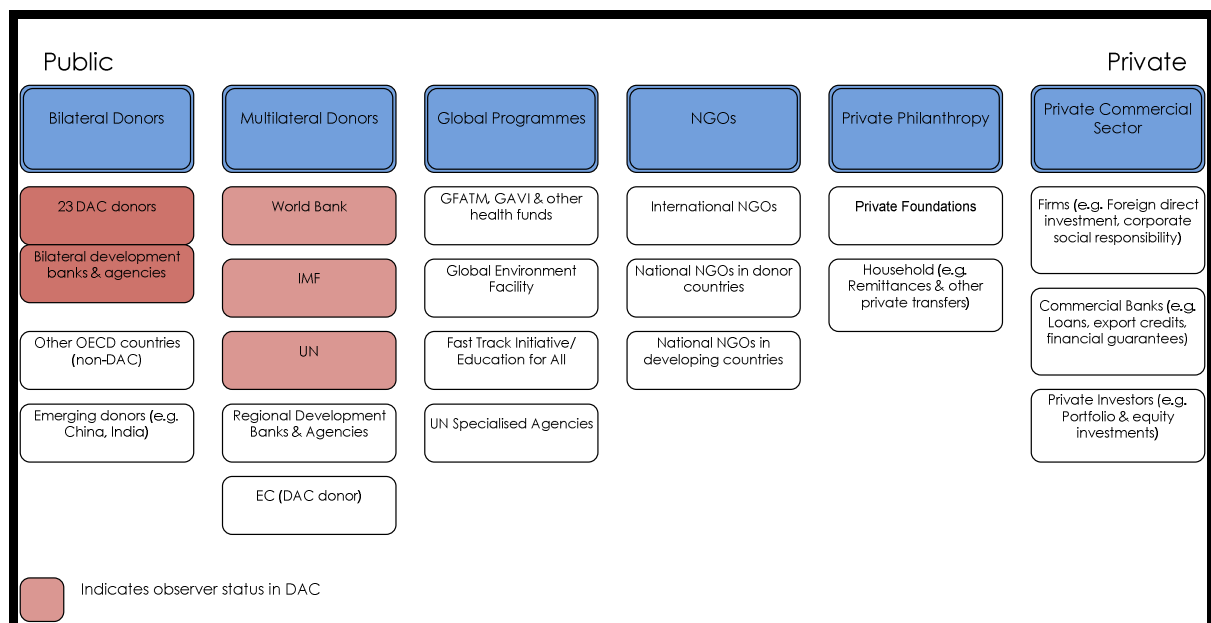 Public
Private
Bilateral Donors
Multilateral Donors
Global Programmes
NGOs
Private Philanthropy
Private Commercial
Sector
23 DAC donors
Bilateral development
banks & agencies
Other OECD countries
(non-DAC)
Emerging donors (e.g.
China, India)
World Bank
IMF
UN
Regional Development
Banks & Agencies
EC (DAC donor)
GFATM, GAVI & other
health funds
Global Environment
Facility
Fast Track Initiative/
Education for All
UN Specialised Agencies
International NGOs
National NGOs in donor
countries
National NGOs in
developing countries
Private Foundations
Household (e.g.
Remittances & other
private transfers)
Firms (e.g. Foreign direct
investment, corporate
social responsibility)
Commercial Banks (e.g.
Loans, export credits,
financial guarantees)
Private Investors (e.g.
Portfolio & equity
investments)
Indicates observer status in DAC